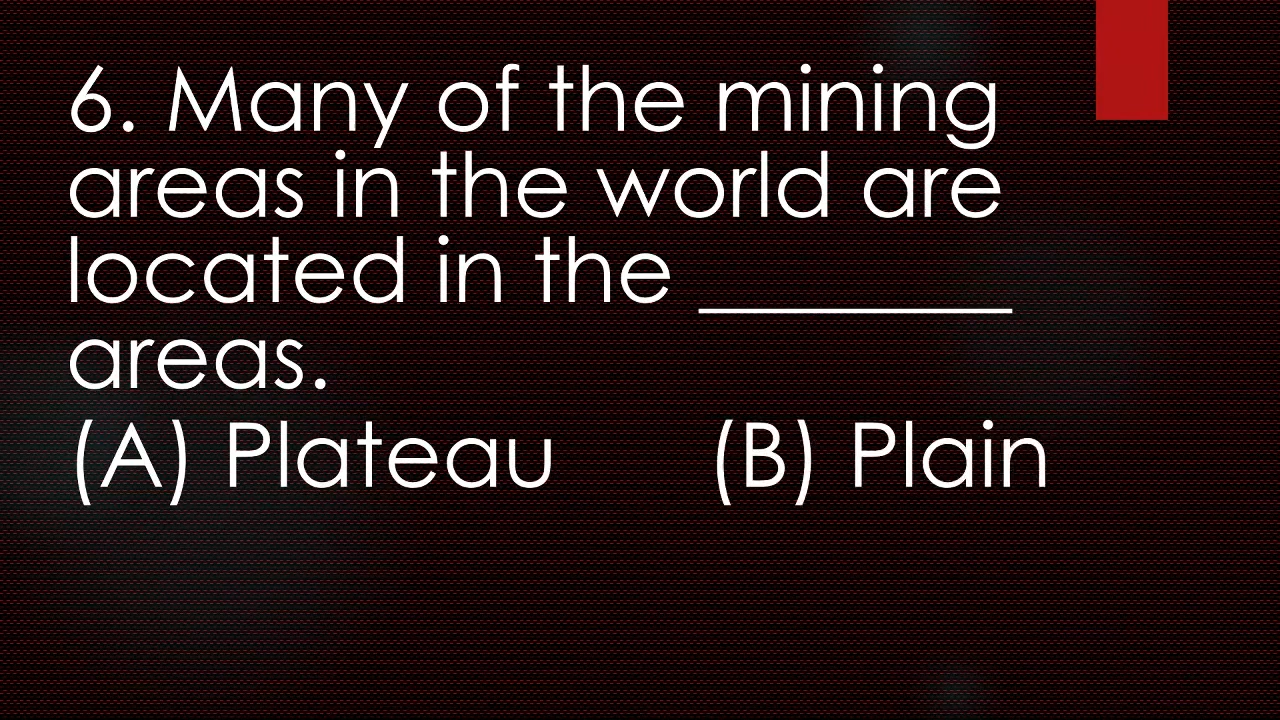 6. Many of the mining
areas in the world are
located in the ________
areas.
(A) Plateau (B) Plain